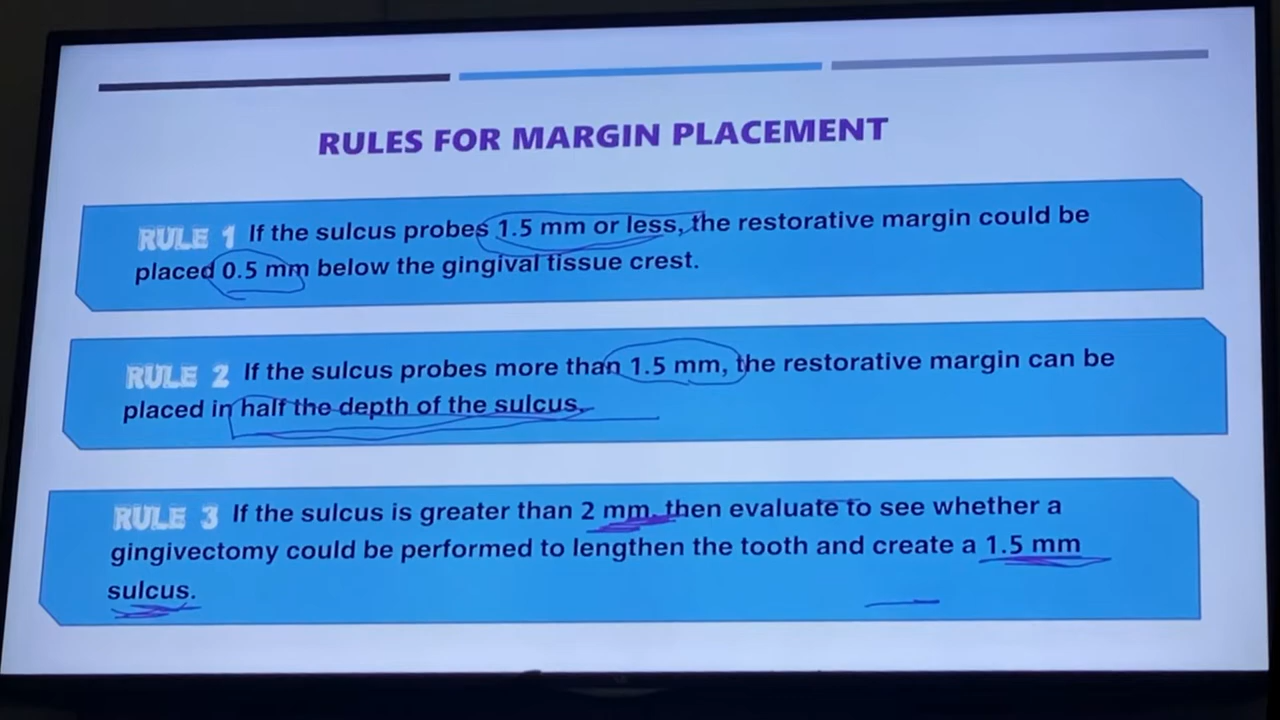 RULES FOR MARGIN PLACEMENT
RULE 1 If the sulcus probes 1.5 mm or less, the restorative margin could be
placed 0.5 mm below the gingival tissue crest.
RULE 2 If the sulcus probes more than 1.5 mm, the restorative margin can be
placed in half the depth of the sulcus.
RULE 3 If the sulcus is greater than 2 mm, then evaluate to see whether a
gingivectomy could be performed to lengthen the tooth and create a 1.5 mm
sulcus.